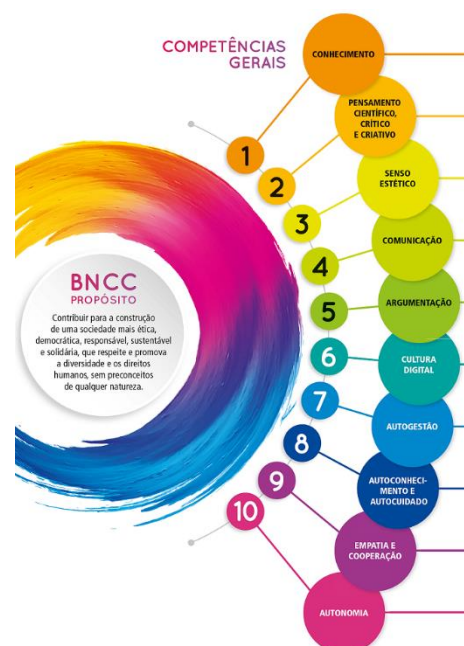 COMPETÊNCIAS
GERAIS
BNCC
PROPÓSITO
Contribuir para a construção
de uma sociedade mais ética,
democrática, responsável, sustentável
e solidária, que respeite e promova
a diversidade e os direitos
humanos, sem preconceitos
de qualquer natureza.
1
CONHECIMENTO
2
PENSAMENTO
CIENTÍFICO,
CRÍTICO
E CRIATIVO
3
SENSO
ESTÉTICO
4
COMUNICAÇÃO
5
ARGUMENTAÇÃO
6
CULTURA
DIGITAL
7
AUTOGESTÃO
8
AUTOCONHECI-
MENTO E
AUTOCUIDADO
9
EMPATIA E
COOPERAÇÃO
10
AUTONOMIA